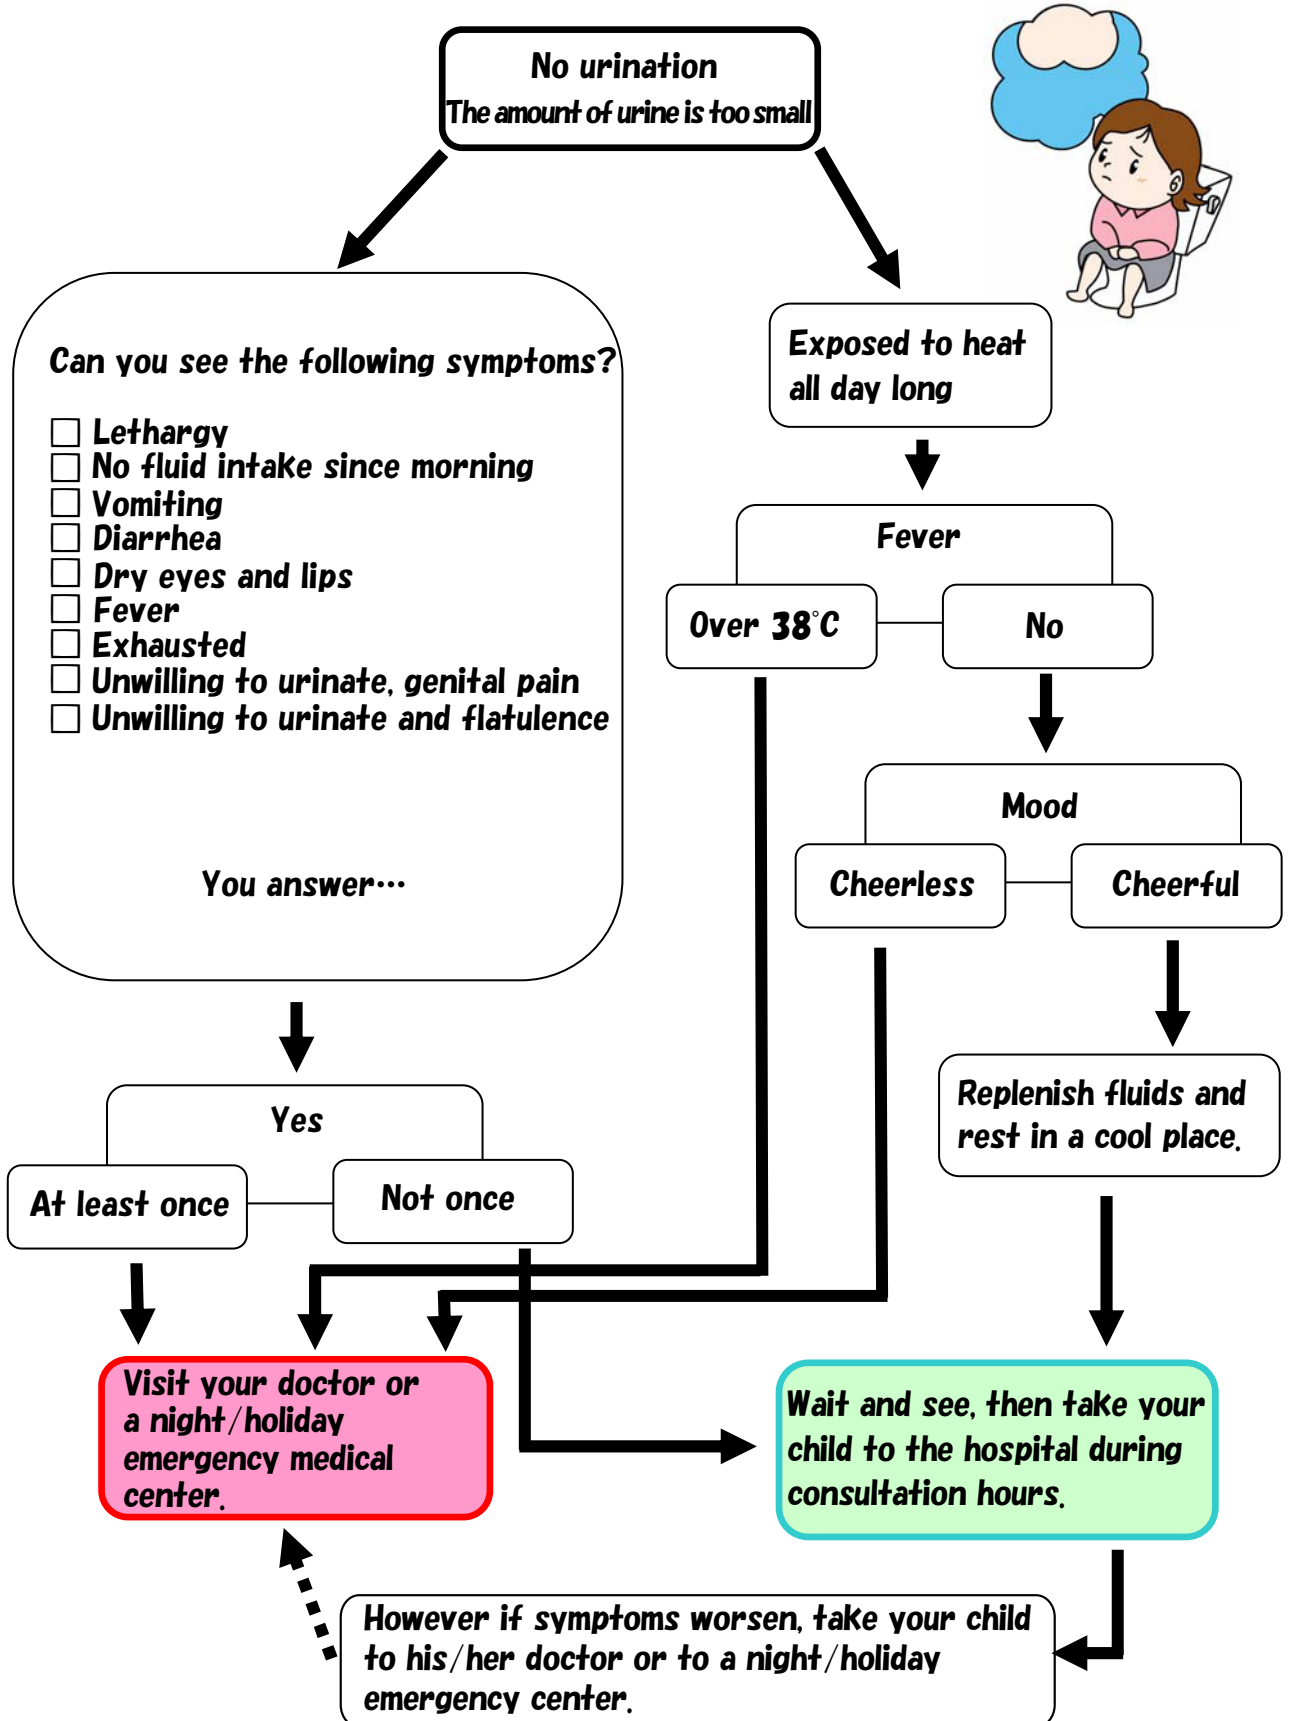 No urination
The amount of urine is too small
Can you see the following symptoms?
Lethargy
No fluid intake since morning
Vomiting
Diarrhea
Dry eyes and lips
Fever
Exhausted
Unwilling to urinate, genital pain
Unwilling to urinate and flatulence
You answer…
Yes
At least once
Not once
Exposed to heat
all day long
Fever
Over 38°C
No
Mood
Cheerless
Cheerful
Replenish fluids and
rest in a cool place.
Visit your doctor or
a night/holiday
emergency medical
center.
Wait and see, then take your
child to the hospital during
consultation hours.
However if symptoms worsen, take your child
to his/her doctor or to a night/holiday
emergency center.